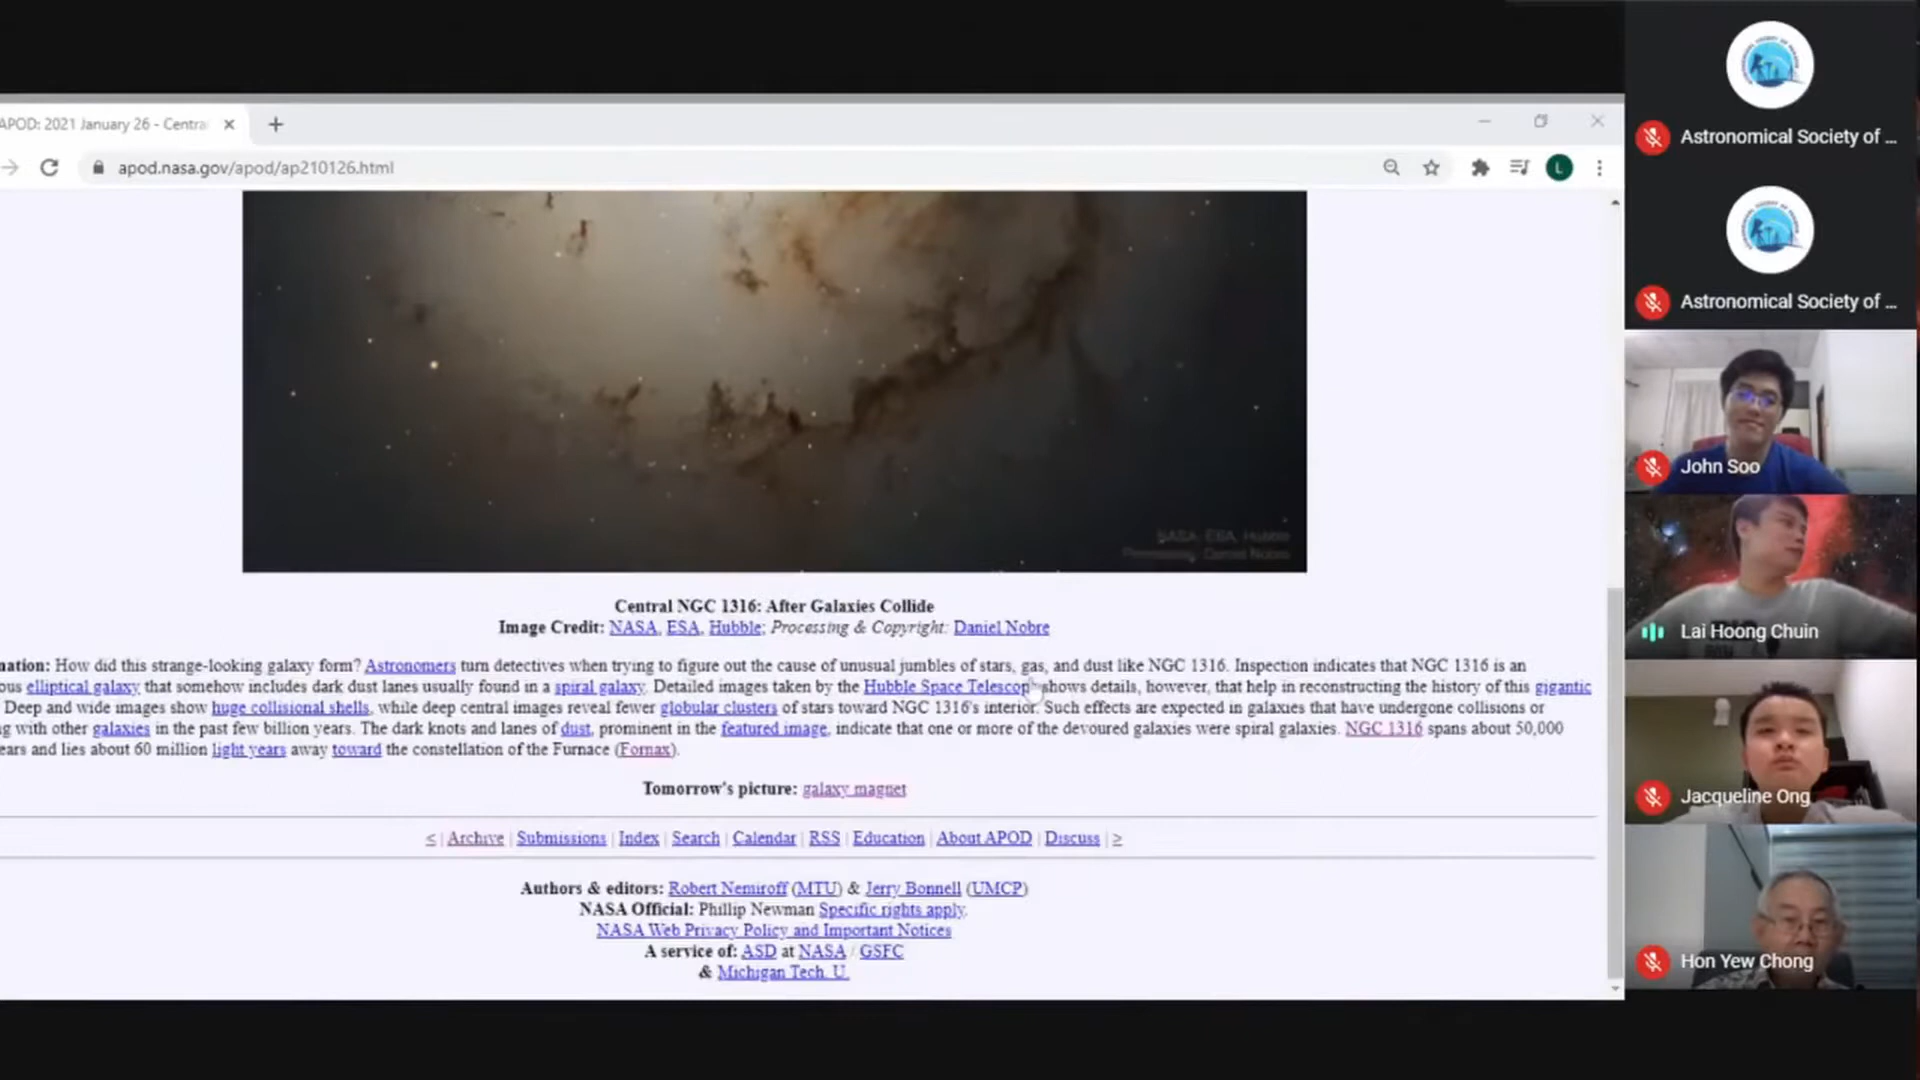 APOD: 2021 January 26 - Centra
apod.nasa.gov/apod/ap210126.html
L
NASA, ESA, Hubble
Processing: Daniel Nobre
Central NGC 1316: After Galaxies Collide
Image Credit: NASA, ESA, Hubble; Processing & Copyright: Daniel Nobre
nation: How did this strange-looking galaxy form? Astronomers turn detectives when trying to figure out the cause of unusual jumbles of stars, gas, and dust like NGC 1316. Inspection indicates that NGC 1316 is an
ous elliptical galaxy that somehow includes dark dust lanes usually found in a spiral galaxy. Detailed images taken by the Hubble Space Telescop shows details, however, that help in reconstructing the history of this gigantic
Deep and wide images show huge collisional shells, while deep central images reveal fewer globular clusters of stars toward NGC 1316's interior. Such effects are expected in galaxies that have undergone collisions or
g with other galaxies in the past few billion years. The dark knots and lanes of dust, prominent in the featured image, indicate that one or more of the devoured galaxies were spiral galaxies. NGC 1316 spans about 50,000
ears and lies about 60 million light years away toward the constellation of the Furnace (Fornax).
Tomorrow's picture: galaxy magnet
< | Archive | Submissions | Index | Search | Calendar | RSS | Education | About APOD | Discuss | >
Authors & editors: Robert Nemiroff (MTU) & Jerry Bonnell (UMCP)
NASA Official: Phillip Newman Specific rights apply.
NASA Web Privacy Policy and Important Notices
A service of: ASD at NASA / GSFC
& Michigan Tech. U.
Astronomical Society of ...
Astronomical Society of ...
John Soo
Lai Hoong Chuin
Jacqueline Ong
Hon Yew Chong